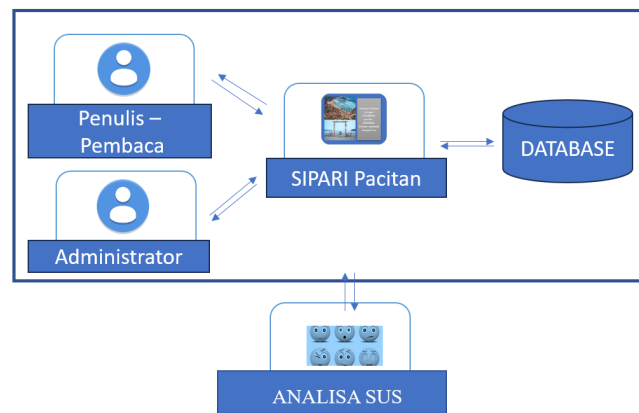 Penulis –
Pembaca
SIPARI Pacitan
DATABASE
Administrator
ANALISA SUS